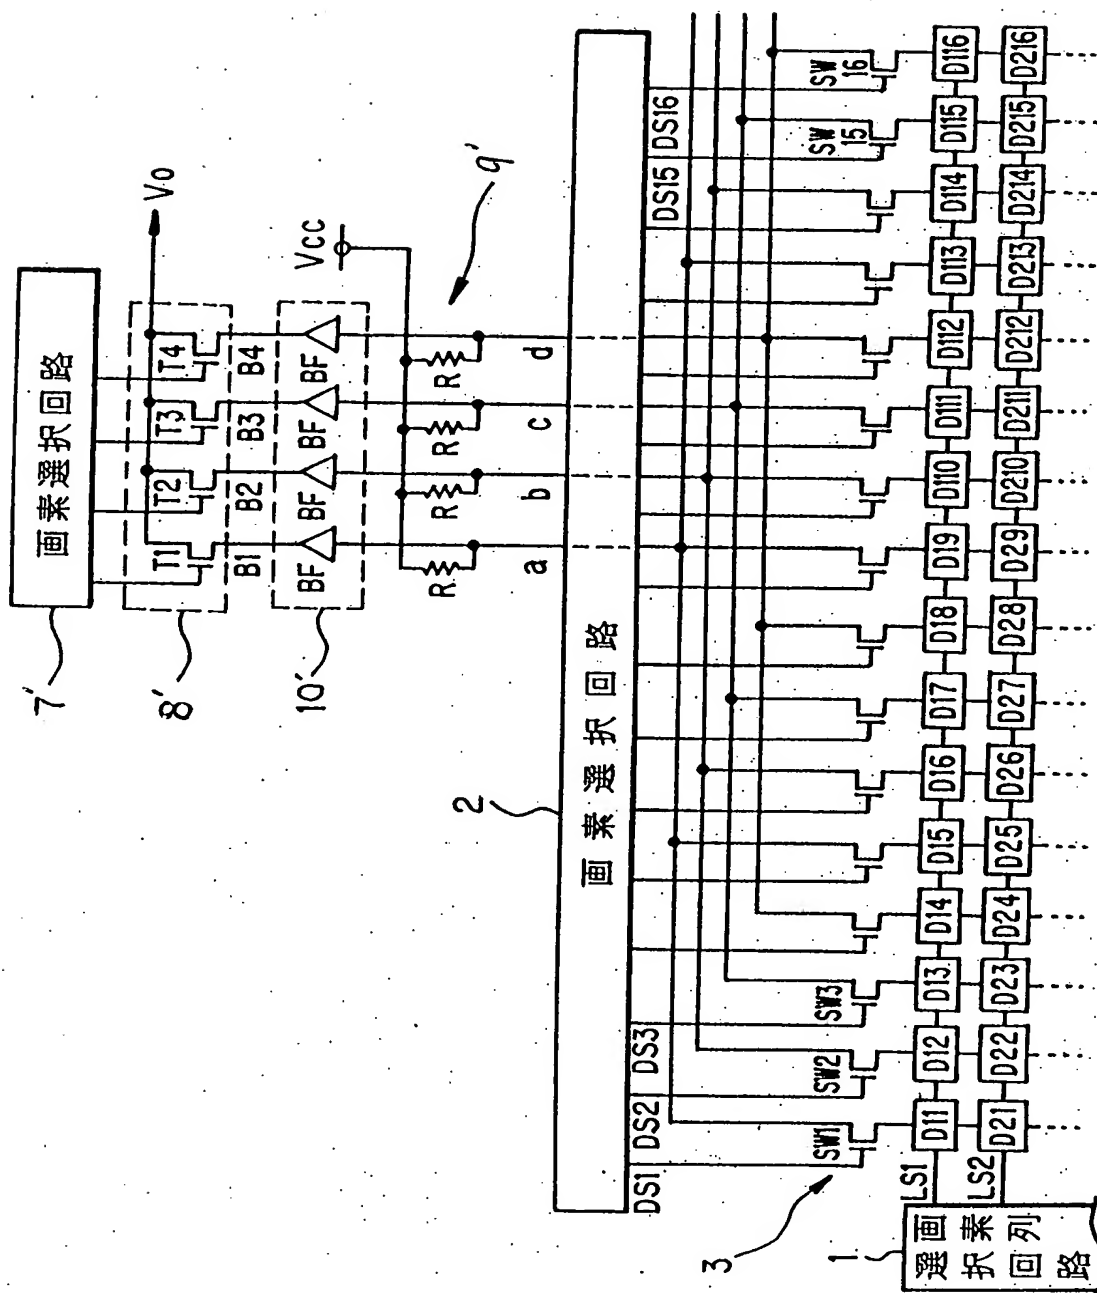 画素選択回路
7'
8'
T1 T2 T3 T4
Vo
B1 B2 B3 B4
10'
BF BF BF BF
Vcc
R R R R
9'
a b c d
2
画素選択回路
DS1 DS2 DS3 DS15 DS16
3
SW1 SW2 SW3 SW15 SW16
1
画素列
選択回路
LS1
D11 D12 D13 D14 D15 D16 D17 D18 D19 D110 D111 D112 D113 D114 D115 D116
LS2
D21 D22 D23 D24 D25 D26 D27 D28 D29 D210 D211 D212 D213 D214 D215 D216